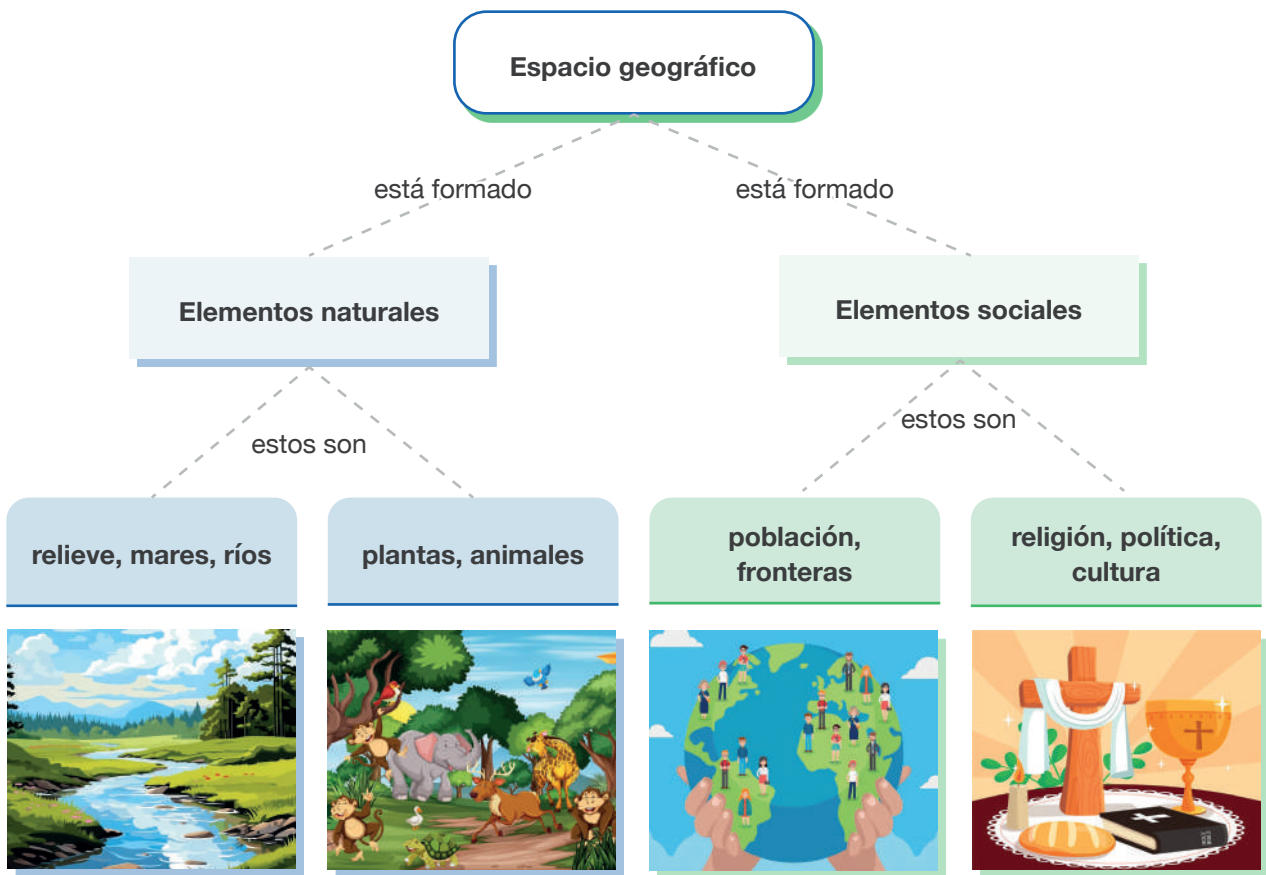 Espacio geográfico
está formado
está formado
Elementos naturales
Elementos sociales
estos son
estos son
relieve, mares, ríos
plantas, animales
población,
fronteras
religión, política,
cultura